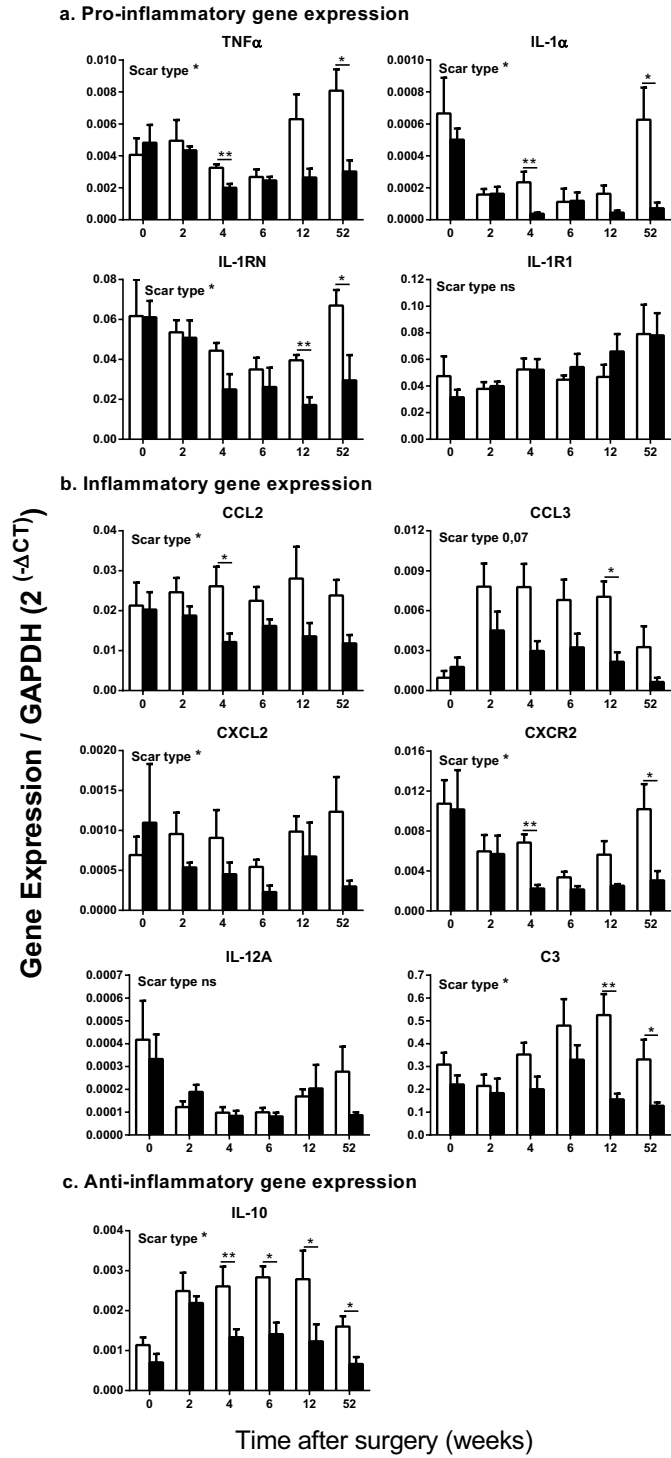 a. Pro-inflammatory gene expression
TNFα
Scar type *
0.010
0.008
0.006
0.004
0.002
0.000
**
*
0 2 4 6 12 52
IL-1α
Scar type *
0.0010
0.0008
0.0006
0.0004
0.0002
0.0000
**
*
0 2 4 6 12 52
IL-1RN
Scar type *
0.08
0.06
0.04
0.02
0.00
**
*
0 2 4 6 12 52
IL-1R1
Scar type ns
0.12
0.10
0.08
0.06
0.04
0.02
0.00
0 2 4 6 12 52
b. Inflammatory gene expression
CCL2
Scar type *
0.04
0.03
0.02
0.01
0.00
*
0 2 4 6 12 52
CCL3
Scar type 0,07
0.012
0.009
0.006
0.003
0.000
*
0 2 4 6 12 52
Gene Expression / GAPDH (2 (-ΔCT))
CXCL2
Scar type *
0.0020
0.0015
0.0010
0.0005
0.0000
0 2 4 6 12 52
CXCR2
Scar type *
0.016
0.012
0.008
0.004
0.000
**
*
0 2 4 6 12 52
IL-12A
Scar type ns
0.0007
0.0006
0.0005
0.0004
0.0003
0.0002
0.0001
0.0000
0 2 4 6 12 52
C3
Scar type *
0.7
0.6
0.5
0.4
0.3
0.2
0.1
0.0
**
*
0 2 4 6 12 52
c. Anti-inflammatory gene expression
IL-10
Scar type *
0.004
0.003
0.002
0.001
0.000
**
*
*
*
0 2 4 6 12 52
Time after surgery (weeks)